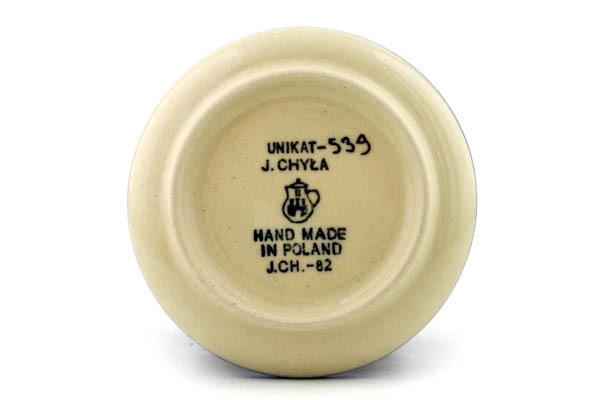 UNIKAT-539
J. CHYŁA
HAND MADE
IN POLAND
J.CH.-82